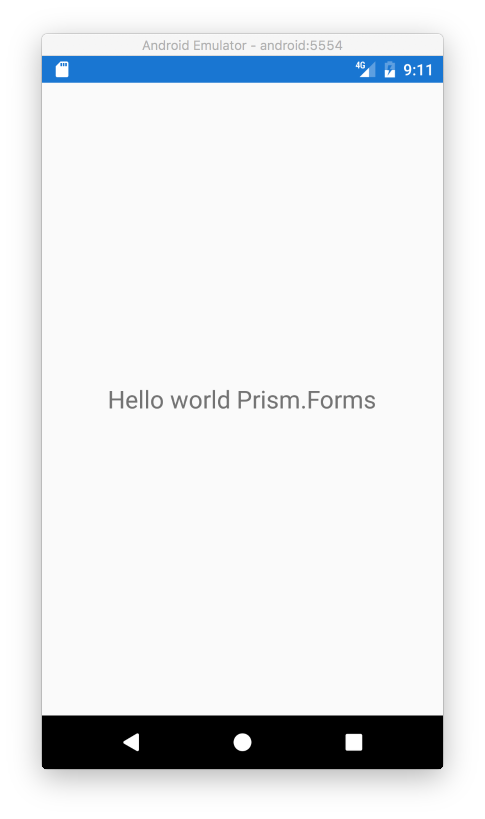 Android Emulator - android:5554
4G 9:11
Hello world Prism.Forms